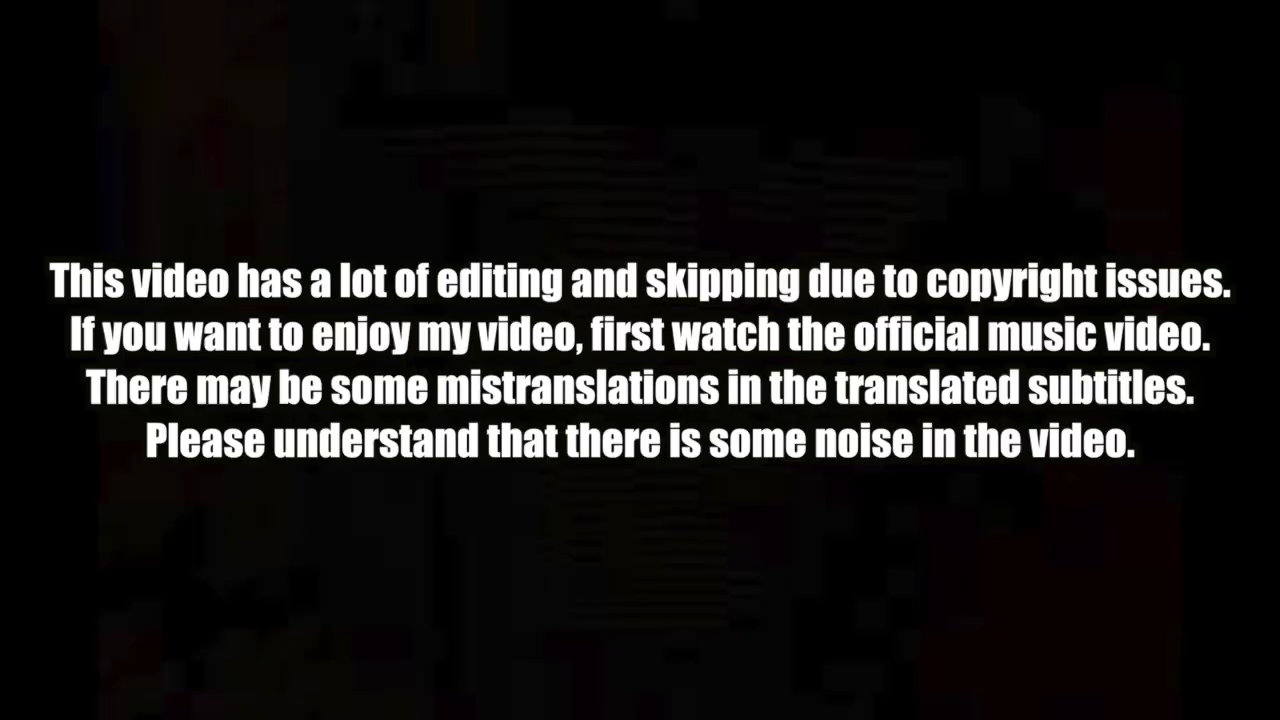 This video has a lot of editing and skipping due to copyright issues.
If you want to enjoy my video, first watch the official music video.
There may be some mistranslations in the translated subtitles.
Please understand that there is some noise in the video.